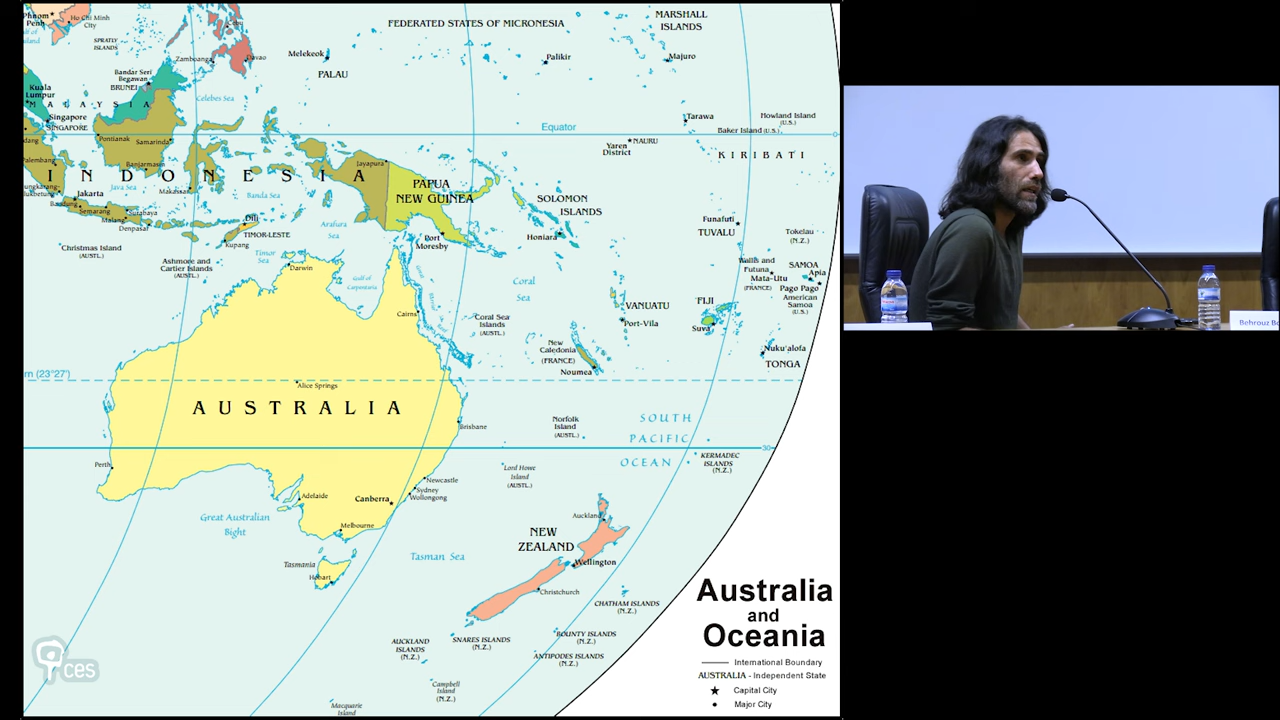 Phnom
Penh
Ho Chi Minh
City
SPRATLY
ISLANDS
Sea
FEDERATED STATES OF MICRONESIA
MARSHALL
ISLANDS
Zamboanga
Davao
Melekeok
PALAU
Palikir
Majuro
Bandar Seri
Begawan
BRUNEI
Kuala
Lumpur
MALAYSIA
Singapore
SINGAPORE
Celebes Sea
Equator
0
Tarawa
Howland Island
(U.S.)
Baker Island (U.S.)
NAURU
Yaren
District
KIRIBATI
Pontianak
Samarinda
Palembang
Banjarmasin
Jayapura
INDONESIA
Java Sea
Makassar
Banda Sea
Jakarta
Bandung
Semarang
Surabaya
Malang
Denpasar
PAPUA
NEW GUINEA
SOLOMON
ISLANDS
Honiara
Dili
TIMOR-LESTE
Kupang
Arafura
Sea
Port
Moresby
Funafuti
TUVALU
Tokelau
(N.Z.)
Christmas Island
(AUSTL.)
Ashmore and
Cartier Islands
(AUSTL.)
Timor
Sea
Darwin
Gulf of
Carpentaria
Coral
Sea
Wallis and
Futuna
Mata-Utu
(FRANCE)
SAMOA
Apia
Pago Pago
American
Samoa
(U.S.)
Cairns
Coral Sea
Islands
(AUSTL.)
VANUATU
Port-Vila
FIJI
Suva
New
Caledonia
(FRANCE)
Noumea
Nuku'alofa
TONGA
n (23°27')
Alice Springs
AUSTRALIA
Brisbane
Norfolk
Island
(AUSTL.)
SOUTH
PACIFIC
OCEAN
30
KERMADEC
ISLANDS
(N.Z.)
Perth
Lord Howe
Island
(AUSTL.)
Newcastle
Sydney
Wollongong
Canberra
Adelaide
Melbourne
Great Australian
Bight
Tasmania
Hobart
Tasman Sea
NEW
ZEALAND
Auckland
Wellington
Christchurch
CHATHAM ISLANDS
(N.Z.)
BOUNTY ISLANDS
(N.Z.)
ANTIPODES ISLANDS
(N.Z.)
SNARES ISLANDS
(N.Z.)
AUCKLAND
ISLANDS
(N.Z.)
Campbell
Island
(N.Z.)
Macquarie
Island
ces
Australia
and
Oceania
International Boundary
AUSTRALIA - Independent State
Capital City
Major City
Behrouz Bo